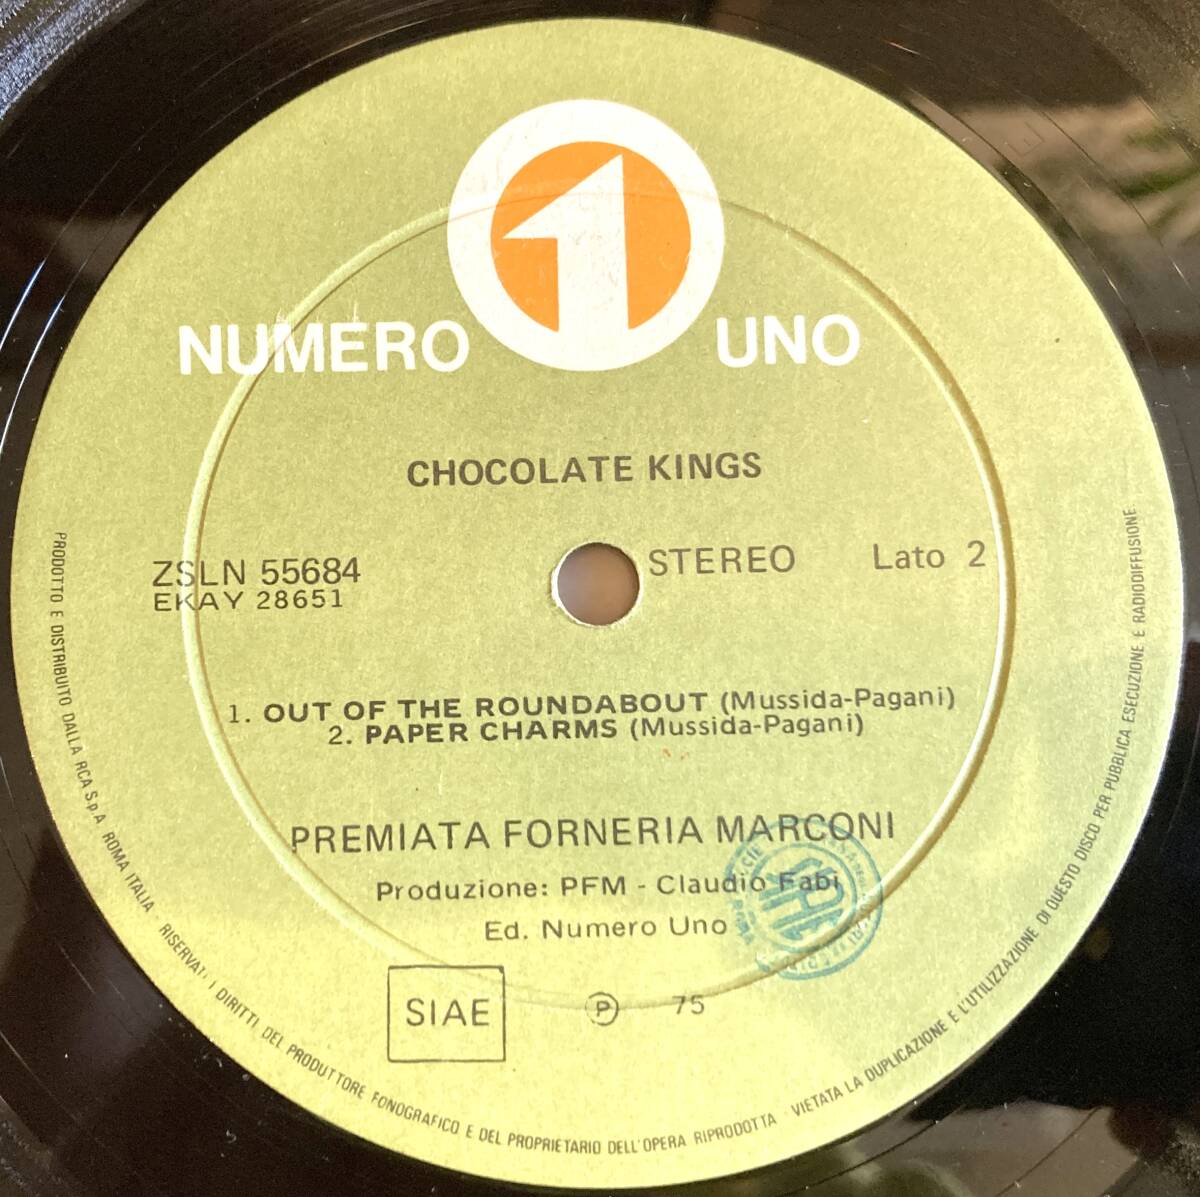 1
NUMERO UNO
CHOCOLATE KINGS
ZSLN 55684 STEREO Lato 2
EKAY 28651
1. OUT OF THE ROUNDABOUT (Mussida-Pagani)
2. PAPER CHARMS (Mussida-Pagani)
PREMIATA FORNERIA MARCONI
Produzione: PFM - Claudio Fabi
Ed. Numero Uno
SIAE
SIAE Ⓟ 75
PRODOTTO E DISTRIBUITO DALLA RCA S.p.A ROMA ITALIA - RISERVATI I DIRITTI DEL PRODUTTORE FONOGRAFICO E DEL PROPRIETARIO DELL'OPERA RIPRODOTTA - VIETATA LA DUPLICAZIONE E L'UTILIZZAZIONE DI QUESTO DISCO PER PUBBLICA ESECUZIONE E RADIODIFFUSIONE